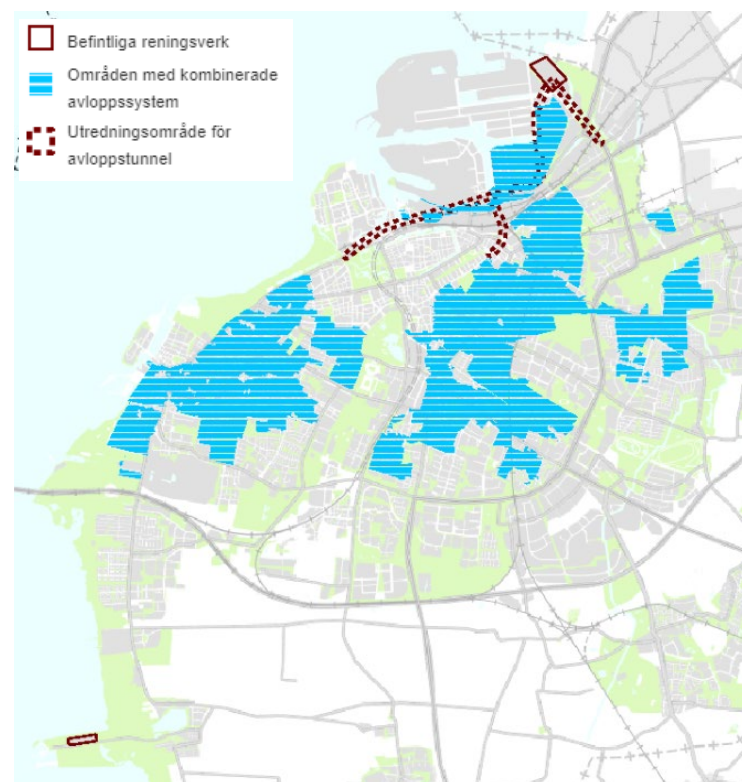 Befintliga reningsverk
Områden med kombinerade
avloppssystem
Utredningsområde för
avloppstunnel